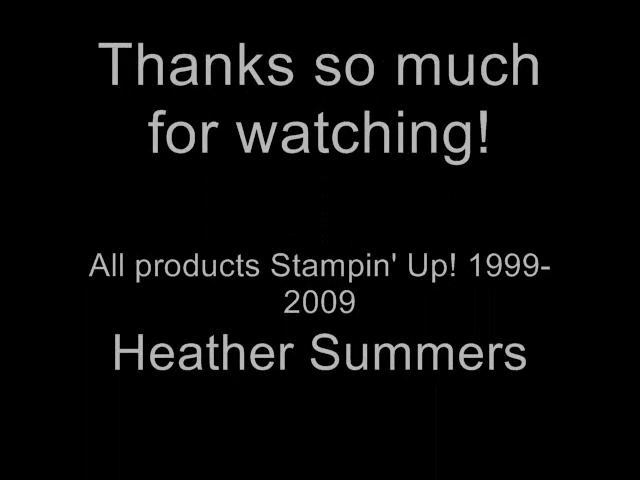 Thanks so much
for watching!
All products Stampin' Up! 1999-
2009
Heather Summers